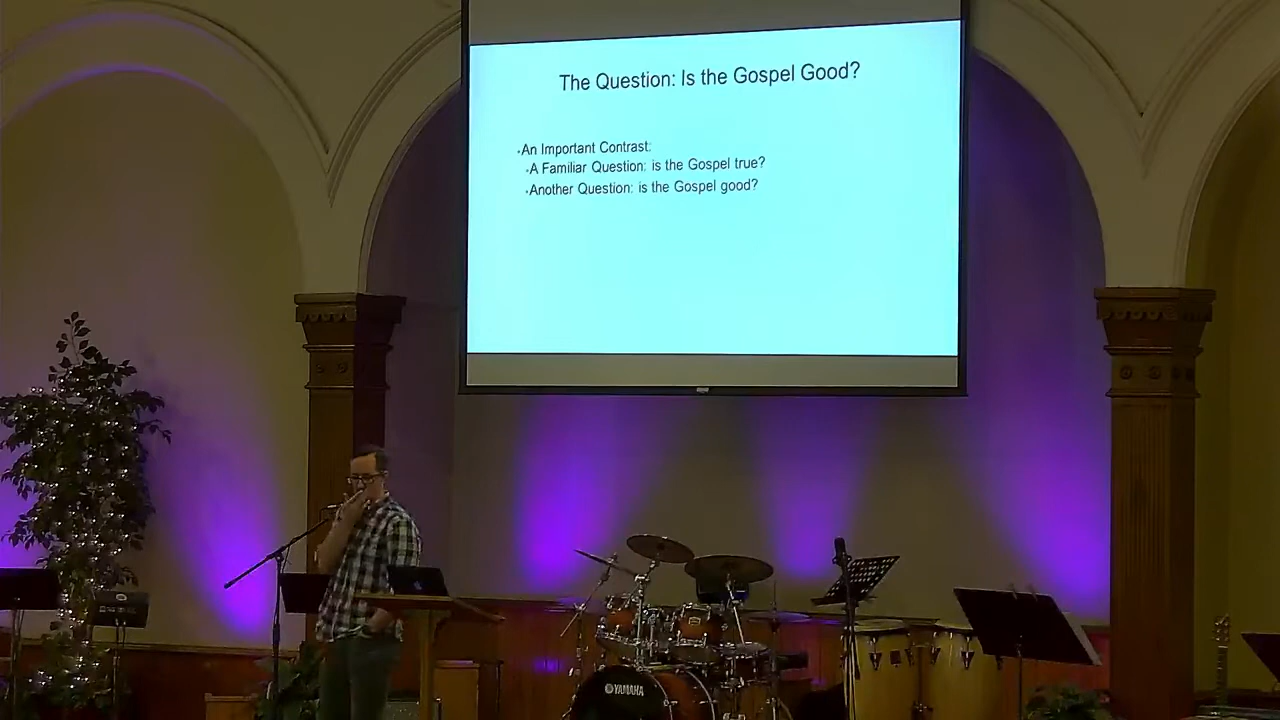 The Question: Is the Gospel Good?
·An Important Contrast:
·A Familiar Question: is the Gospel true?
·Another Question: is the Gospel good?
YAMAHA